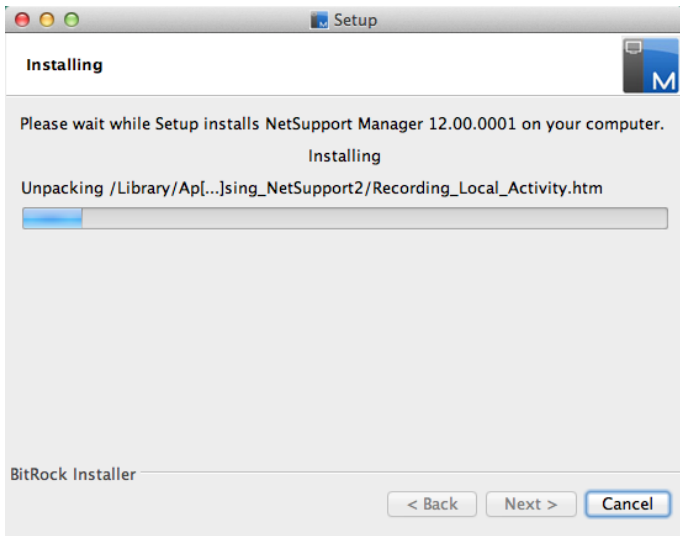 Setup
Installing
M
Please wait while Setup installs NetSupport Manager 12.00.0001 on your computer.
Installing
Unpacking /Library/Ap[...]sing_NetSupport2/Recording_Local_Activity.htm
BitRock Installer
< Back Next > Cancel